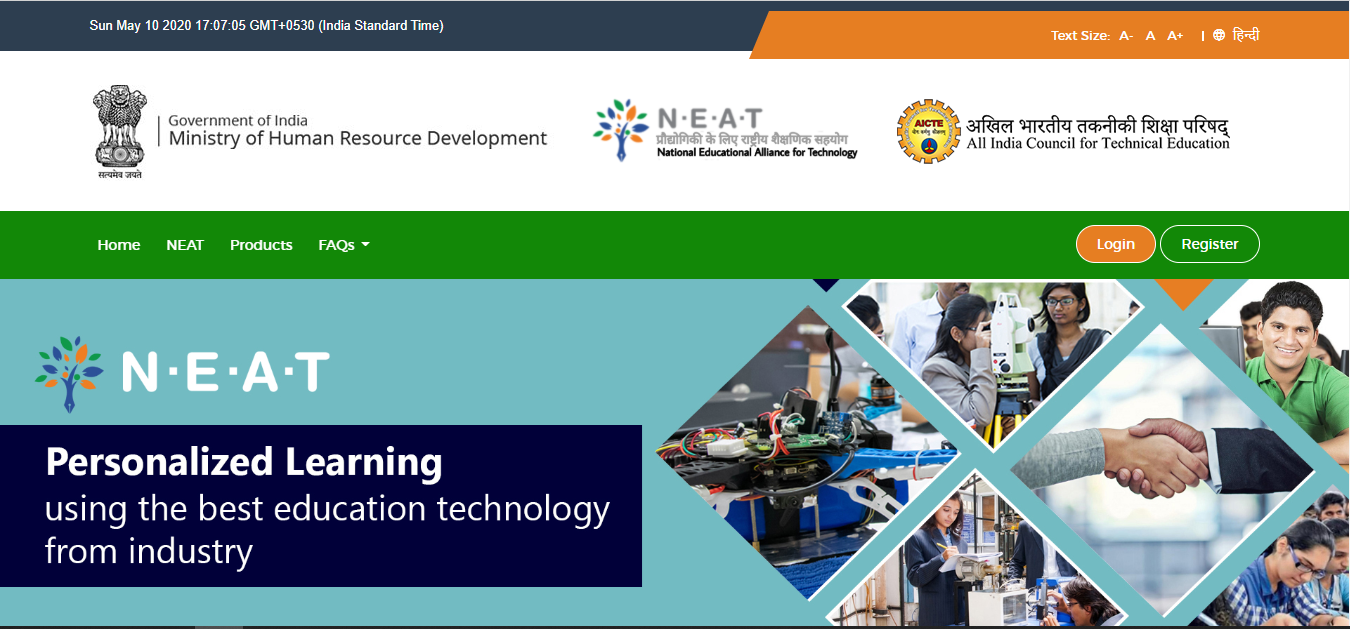 Sun May 10 2020 17:07:05 GMT+0530 (India Standard Time)
Text Size: A- A A+ | हिन्दी
Government of India
Ministry of Human Resource Development
सत्यमेव जयते
N·E·A·T
प्रौद्योगिकी के लिए राष्ट्रीय शैक्षणिक सहयोग
National Educational Alliance for Technology
AICTE
अखिल भारतीय तकनीकी शिक्षा परिषद्
All India Council for Technical Education
Home NEAT Products FAQs
Login Register
N·E·A·T
Personalized Learning
using the best education technology
from industry